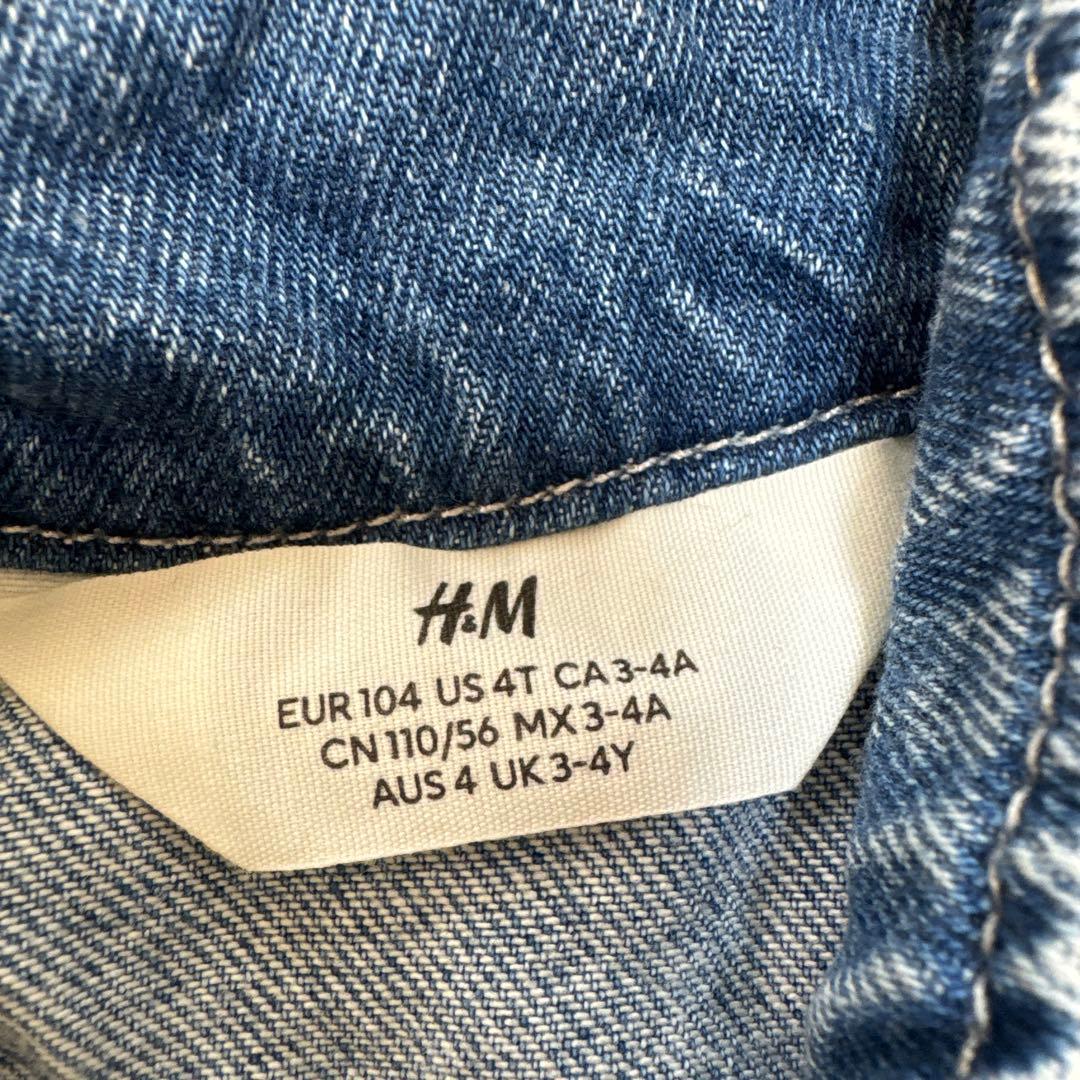 H&M
EUR 104 US 4T CA 3-4A
CN 110/56 MX 3-4A
AUS 4 UK 3-4Y